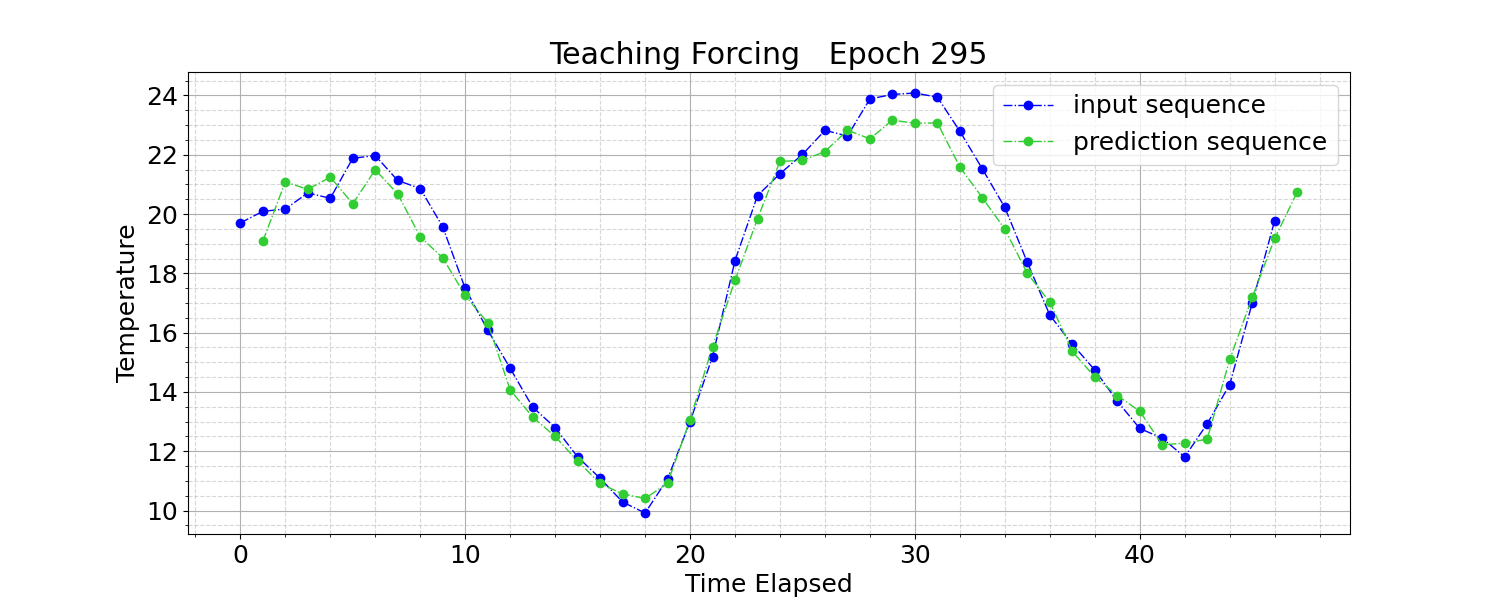 Teaching Forcing   Epoch 295
24
22
20
18
16
14
12
10
Temperature
input sequence
prediction sequence
0 10 20 30 40
Time Elapsed